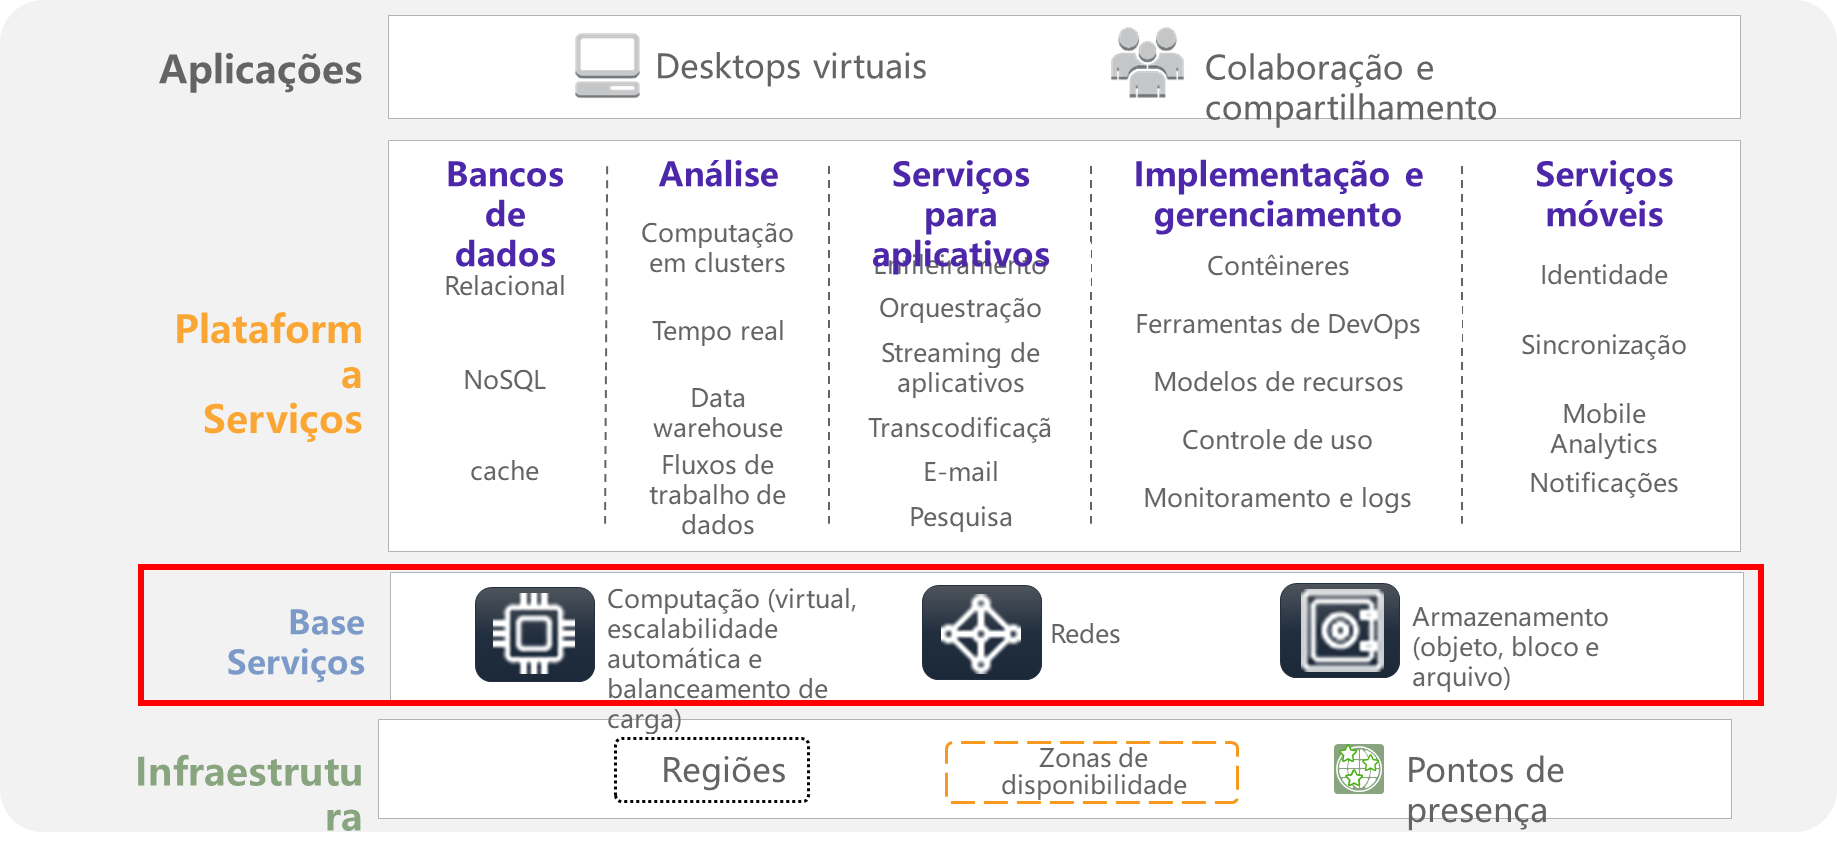 Aplicações
Desktops virtuais
Colaboração e
compartilhamento
Plataform
a
Serviços
Bancos
de
dados
Relacional
NoSQL
cache
Análise
Computação
em clusters
Tempo real
Data
warehouse
Fluxos de
trabalho de
dados
Serviços
para
aplicativos
Enfileiramento
Orquestração
Streaming de
aplicativos
Transcodificaçã
E-mail
Pesquisa
Implementação e
gerenciamento
Contêineres
Ferramentas de DevOps
Modelos de recursos
Controle de uso
Monitoramento e logs
Serviços
móveis
Identidade
Sincronização
Mobile
Analytics
Notificações
Base
Serviços
Computação (virtual,
escalabilidade
automática e
balanceamento de
carga)
Redes
Armazenamento
(objeto, bloco e
arquivo)
Infraestrutu
ra
Regiões
Zonas de
disponibilidade
Pontos de
presença